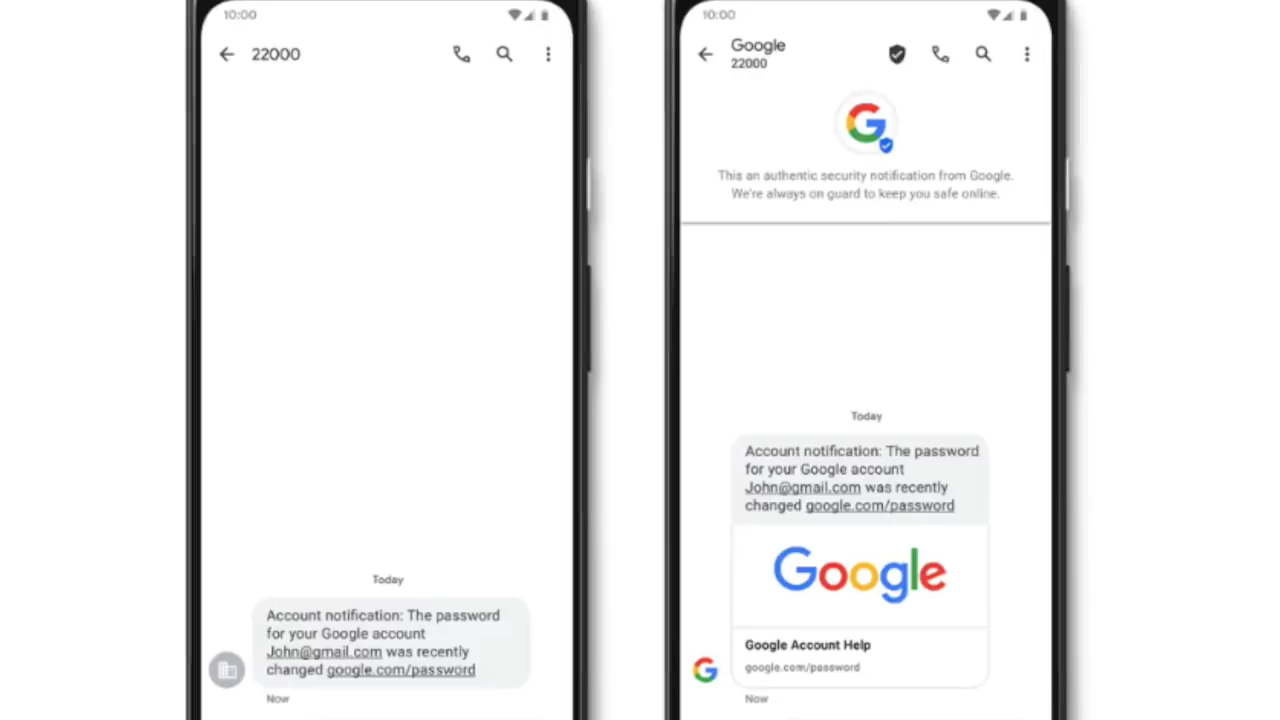 10:00
22000
Today
Account notification: The password
for your Google account
John@gmail.com was recently
changed google.com/password
Now
10:00
Google
22000
G
This an authentic security notification from Google.
We're always on guard to keep you safe online.
Today
Account notification: The password
for your Google account
John@gmail.com was recently
changed google.com/password
Google
Google Account Help
google.com/password
G
Now